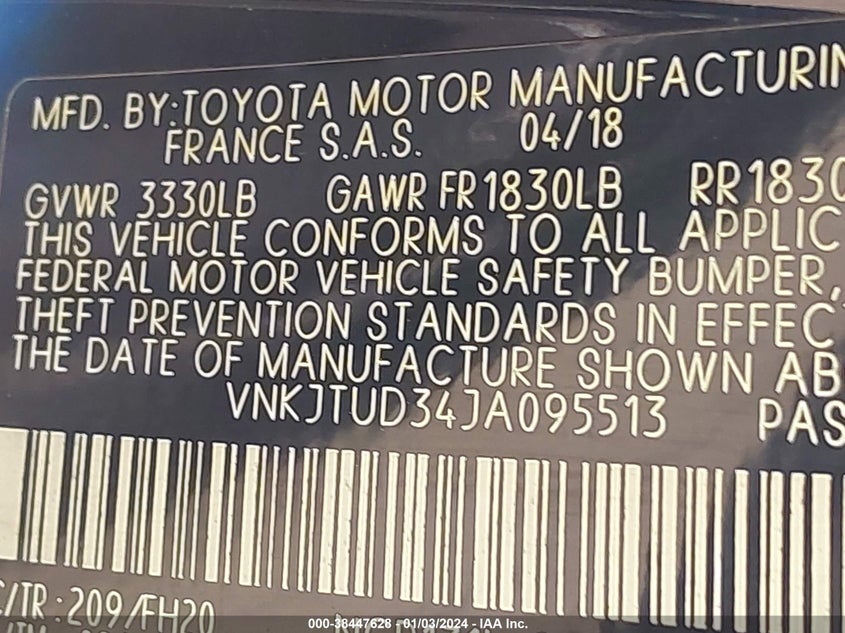 MFD. BY:TOYOTA MOTOR MANUFACTURIN
FRANCE S.A.S. 04/18
GVWR 3330LB GAWR FR1830LB RR1830
THIS VEHICLE CONFORMS TO ALL APPLIC
FEDERAL MOTOR VEHICLE SAFETY BUMPER,
THEFT PREVENTION STANDARDS IN EFFECT
THE DATE OF MANUFACTURE SHOWN AB
VNKJTUD34JA095513 PAS
C/TR:209/FH20
000-38447628 - 01/03/2024 - IAA Inc.